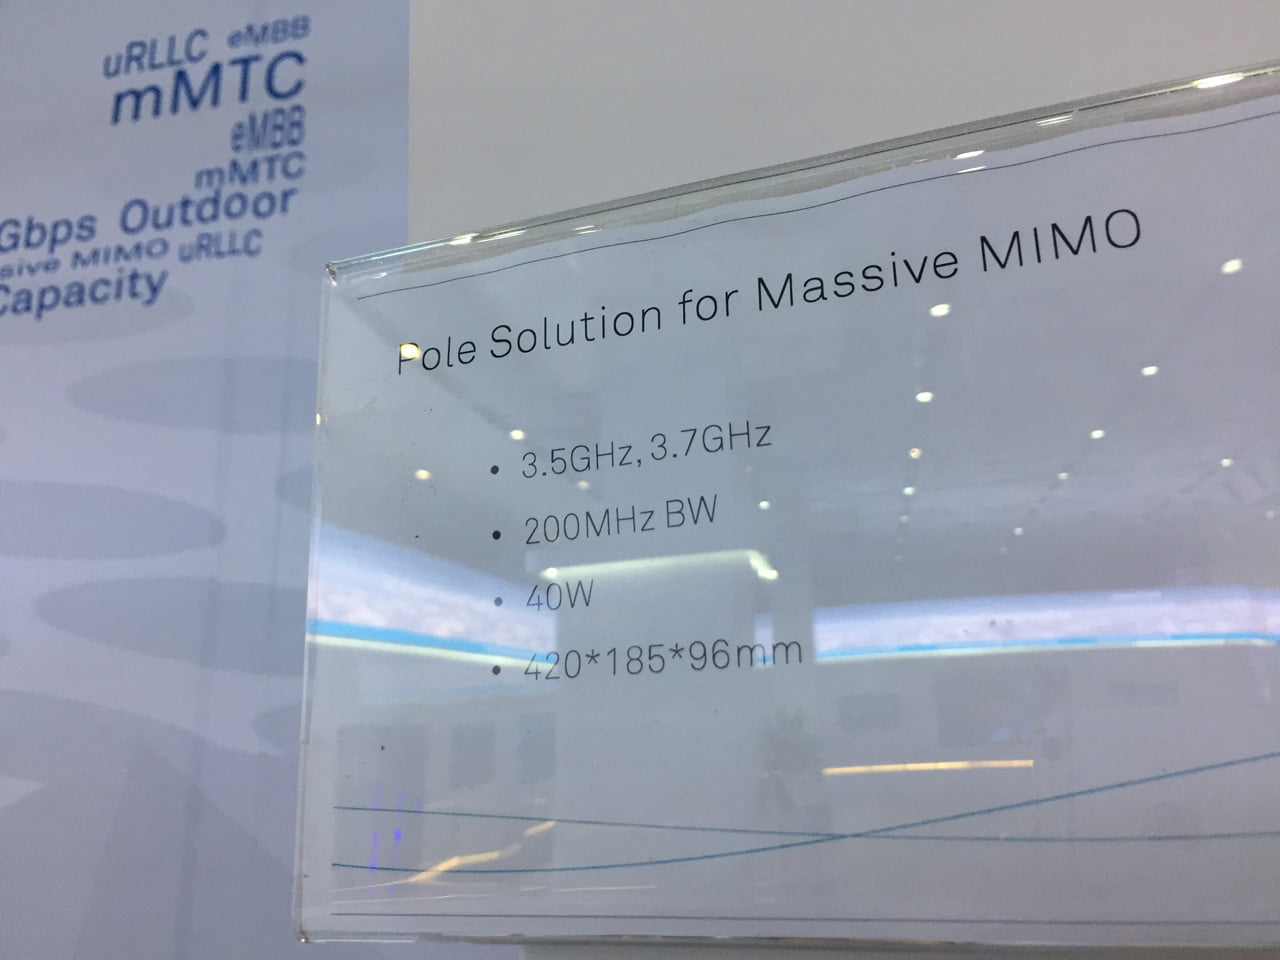 uRLLC eMBB
mMTC
eMBB
mMTC
Gbps Outdoor
sive MIMO uRLLC
Capacity
Pole Solution for Massive MIMO
• 3.5GHz, 3.7GHz
• 200MHz BW
• 40W
• 420*185*96mm